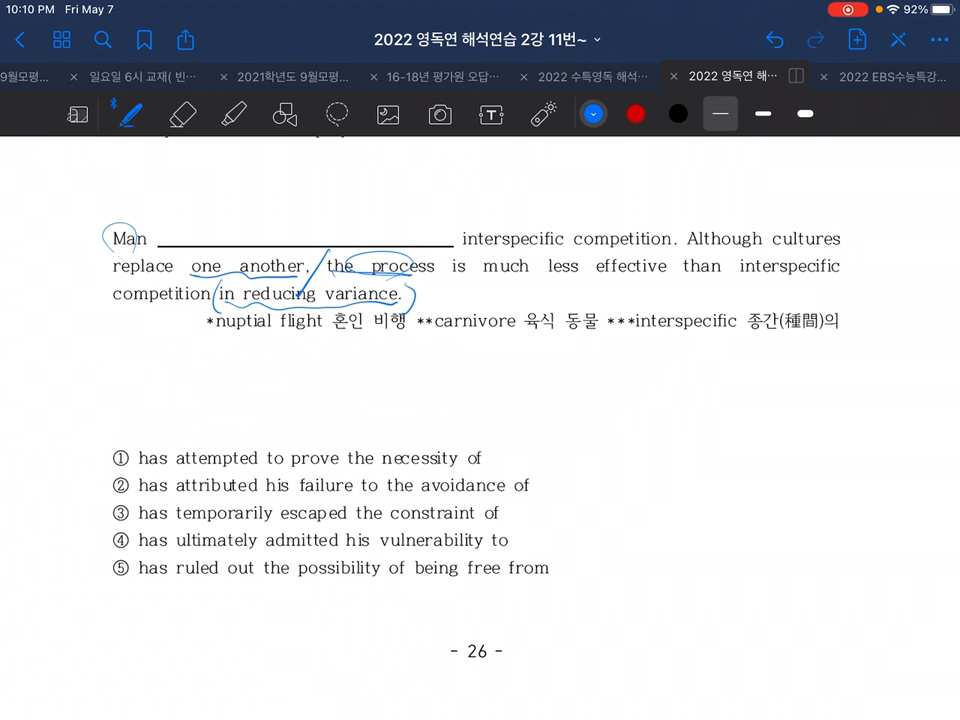 10:10 PM Fri May 7
92%
2022 영독연 해석연습 2강 11번~
9월모평...
일요일 6시 교재( 빈...
2021학년도 9월모평...
16-18년 평가원 오답...
2022 수특영독 해석...
2022 영독연 해...
2022 EBS수능특강...
Man ______ interspecific competition. Although cultures
replace one another, the process is much less effective than interspecific
competition in reducing variance.
*nuptial flight 혼인 비행 **carnivore 육식 동물 ***interspecific 종간(種間)의
① has attempted to prove the necessity of
② has attributed his failure to the avoidance of
③ has temporarily escaped the constraint of
④ has ultimately admitted his vulnerability to
⑤ has ruled out the possibility of being free from
- 26 -